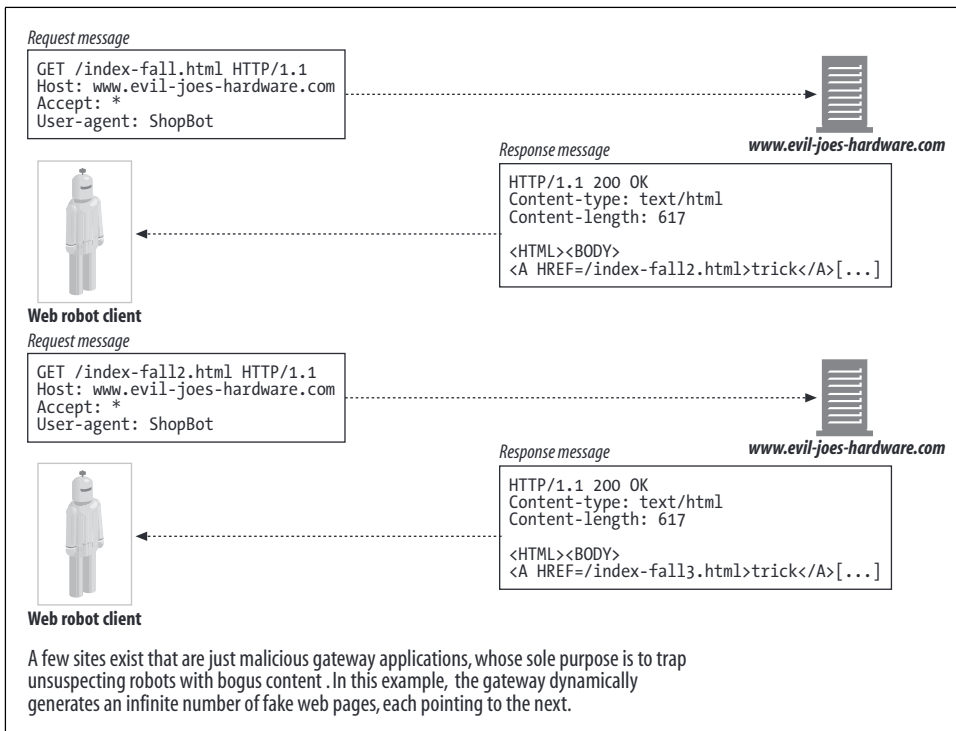 Request message
GET /index-fall.html HTTP/1.1
Host: www.evil-joes-hardware.com
Accept: *
User-agent: ShopBot
www.evil-joes-hardware.com
Response message
HTTP/1.1 200 OK
Content-type: text/html
Content-length: 617
<HTML><BODY>
<A HREF=/index-fall2.html>trick</A>[...]
Web robot client
Request message
GET /index-fall2.html HTTP/1.1
Host: www.evil-joes-hardware.com
Accept: *
User-agent: ShopBot
www.evil-joes-hardware.com
Response message
HTTP/1.1 200 OK
Content-type: text/html
Content-length: 617
<HTML><BODY>
<A HREF=/index-fall3.html>trick</A>[...]
Web robot client
A few sites exist that are just malicious gateway applications, whose sole purpose is to trap
unsuspecting robots with bogus content . In this example, the gateway dynamically
generates an infinite number of fake web pages, each pointing to the next.